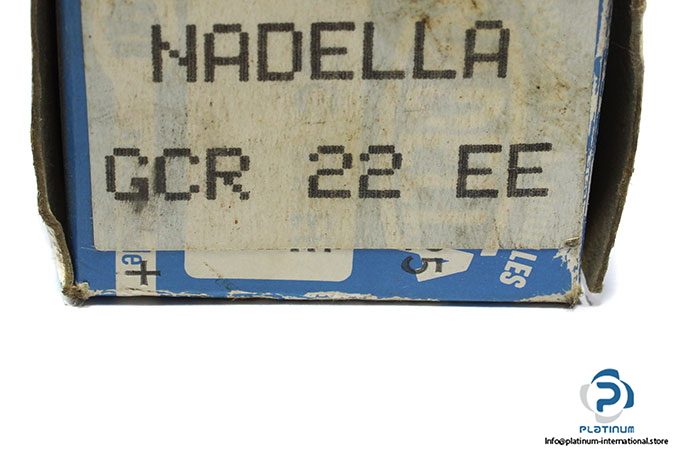 NADELLA
GCR 22 EE
LES
PLATINUM
Info@platinum-international.store